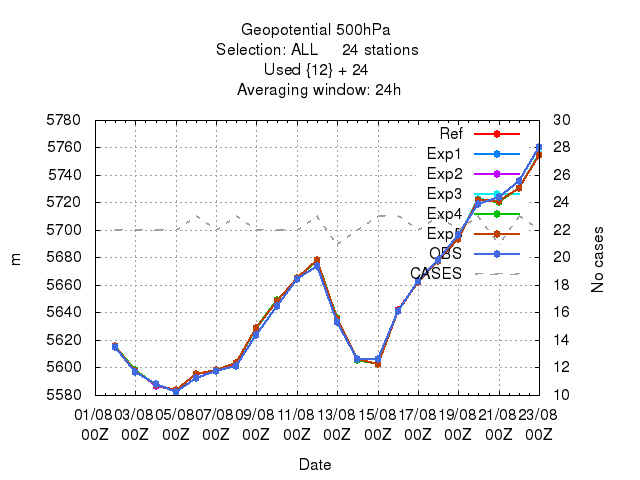 Geopotential 500hPa
Selection: ALL 24 stations
Used {12} + 24
Averaging window: 24h
5780 30
Ref
5760 28
Exp1
Exp2
5740 26
Exp3
5720 24
Exp4
5700 22
Exp5
OBS
5680 20
CASES
5660 18
5640 16
5620 14
5600 12
5580 10
m
No cases
01/08 03/08 05/08 07/08 09/08 11/08 13/08 15/08 17/08 19/08 21/08 23/08
00Z 00Z 00Z 00Z 00Z 00Z 00Z 00Z 00Z 00Z 00Z 00Z
Date